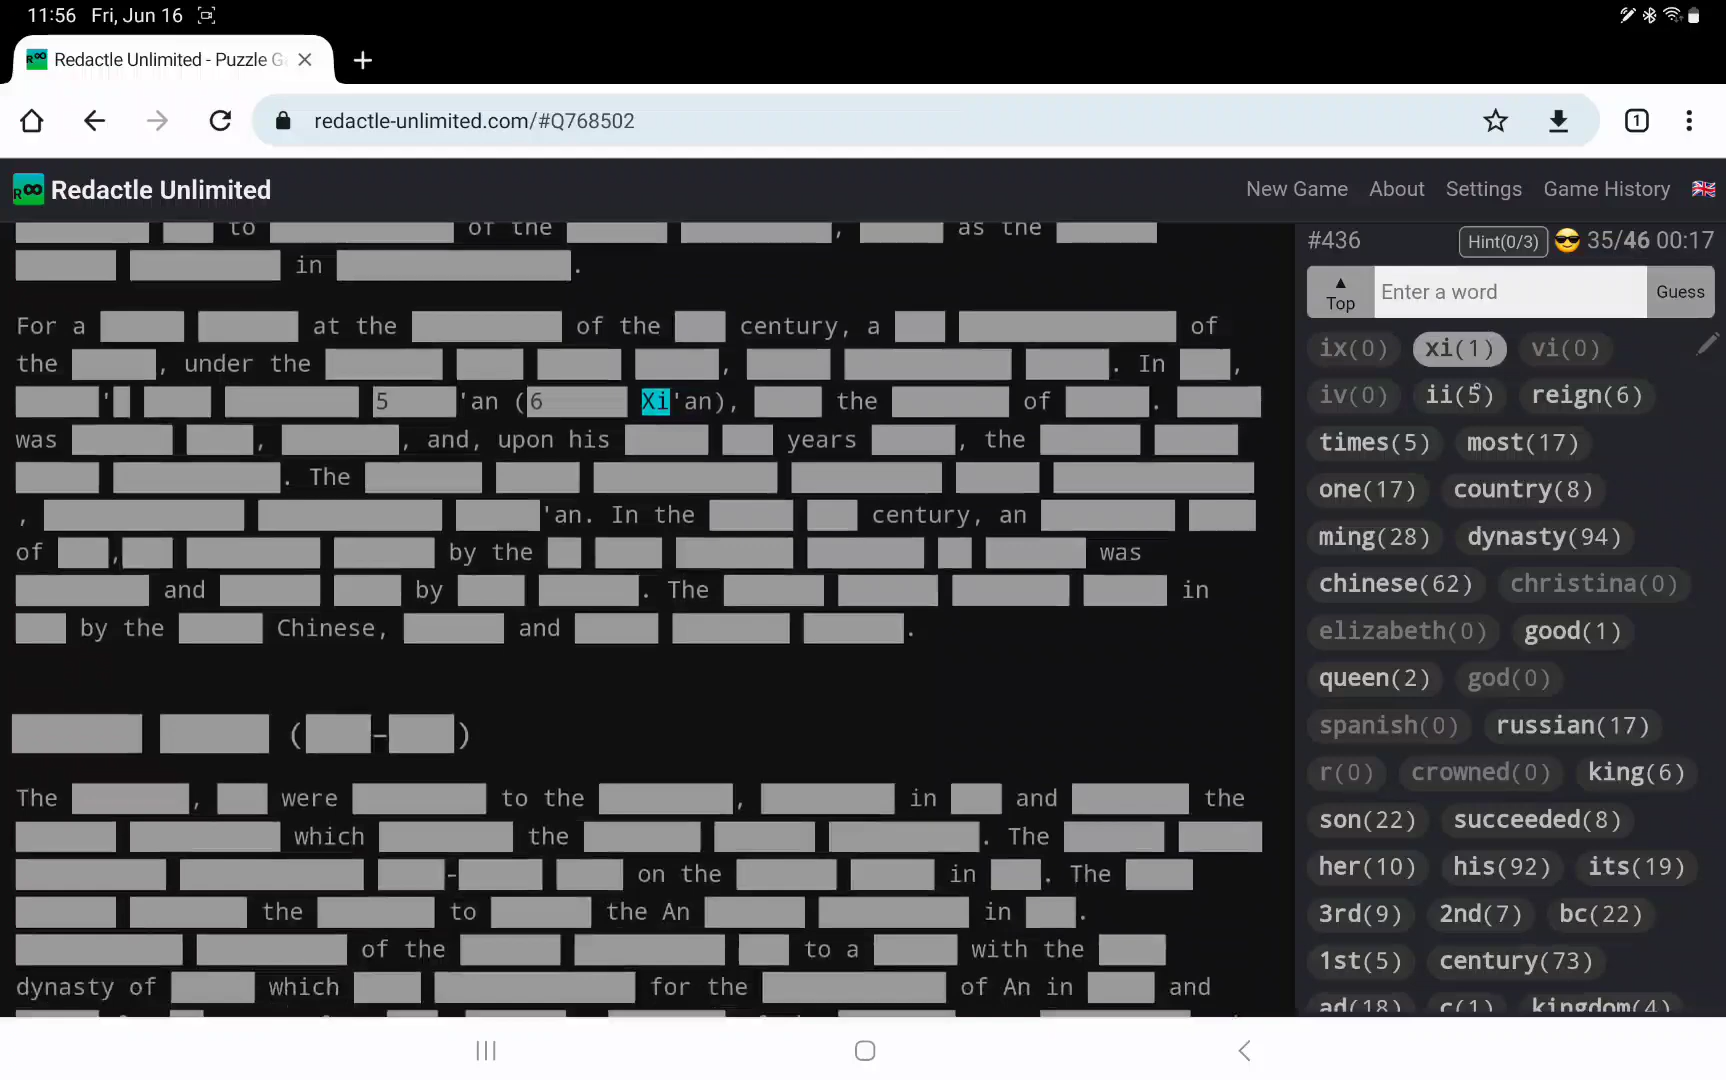 11:56 Fri, Jun 16
Redactle Unlimited - Puzzle G
redactle-unlimited.com/#Q768502
1
R∞ Redactle Unlimited
New Game About Settings Game History
to of the , as the
in .
For a at the of the century, a of
the , under the , . In ,
' 5 'an (6 Xi'an), the of .
was , , and, upon his years , the
. The
, 'an. In the century, an
of , by the was
and by . The in
by the Chinese, and .
( - )
The , were to the , in and the
which the . The
- on the in . The
the to the An in .
of the to a with the
dynasty of which for the of An in and
#436 Hint(0/3) 😎 35/46 00:17
▲ Top Enter a word Guess
ix(0) xi(1) vi(0)
iv(0) ii(5) reign(6)
times(5) most(17)
one(17) country(8)
ming(28) dynasty(94)
chinese(62) christina(0)
elizabeth(0) good(1)
queen(2) god(0)
spanish(0) russian(17)
r(0) crowned(0) king(6)
son(22) succeeded(8)
her(10) his(92) its(19)
3rd(9) 2nd(7) bc(22)
1st(5) century(73)
ad(18) c(1) kingdom(4)